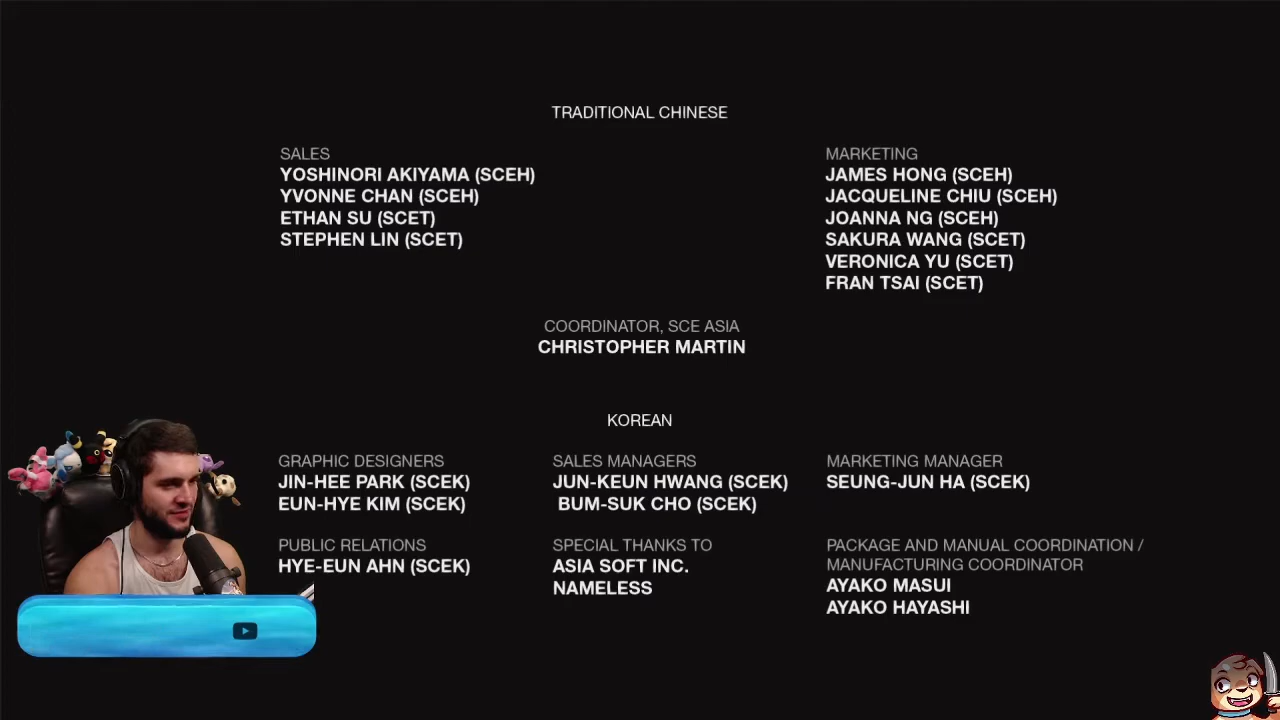 TRADITIONAL CHINESE
SALES
YOSHINORI AKIYAMA (SCEH)
YVONNE CHAN (SCEH)
ETHAN SU (SCET)
STEPHEN LIN (SCET)
MARKETING
JAMES HONG (SCEH)
JACQUELINE CHIU (SCEH)
JOANNA NG (SCEH)
SAKURA WANG (SCET)
VERONICA YU (SCET)
FRAN TSAI (SCET)
COORDINATOR, SCE ASIA
CHRISTOPHER MARTIN
KOREAN
GRAPHIC DESIGNERS
JIN-HEE PARK (SCEK)
EUN-HYE KIM (SCEK)
SALES MANAGERS
JUN-KEUN HWANG (SCEK)
BUM-SUK CHO (SCEK)
MARKETING MANAGER
SEUNG-JUN HA (SCEK)
PUBLIC RELATIONS
HYE-EUN AHN (SCEK)
SPECIAL THANKS TO
ASIA SOFT INC.
NAMELESS
PACKAGE AND MANUAL COORDINATION /
MANUFACTURING COORDINATOR
AYAKO MASUI
AYAKO HAYASHI